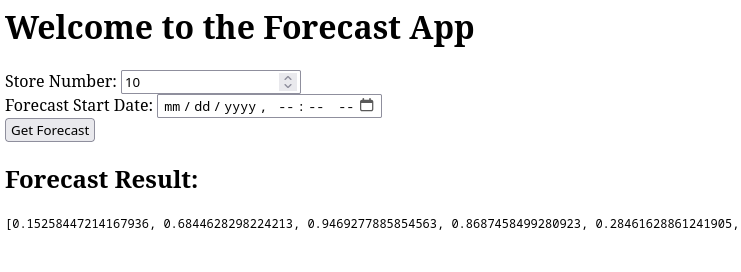 Welcome to the Forecast App
Store Number: 10
Forecast Start Date: mm / dd / yyyy , -- : -- --
Get Forecast
Forecast Result:
[0.15258447214167936, 0.6844628298224213, 0.9469277885854563, 0.8687458499280923, 0.28461628861241905,